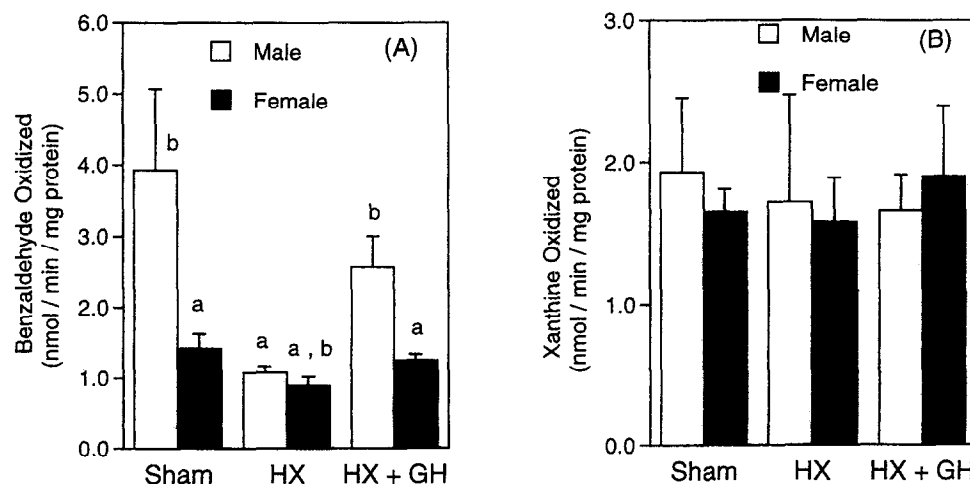 Benzaldehyde Oxidized
(nmol / min / mg protein)
6.0
5.0
4.0
3.0
2.0
1.0
0.0
Male
Female
(A)
b
a
a
a , b
b
a
Sham HX HX + GH
Xanthine Oxidized
(nmol / min / mg protein)
3.0
2.0
1.0
0.0
Male
Female
(B)
Sham HX HX + GH